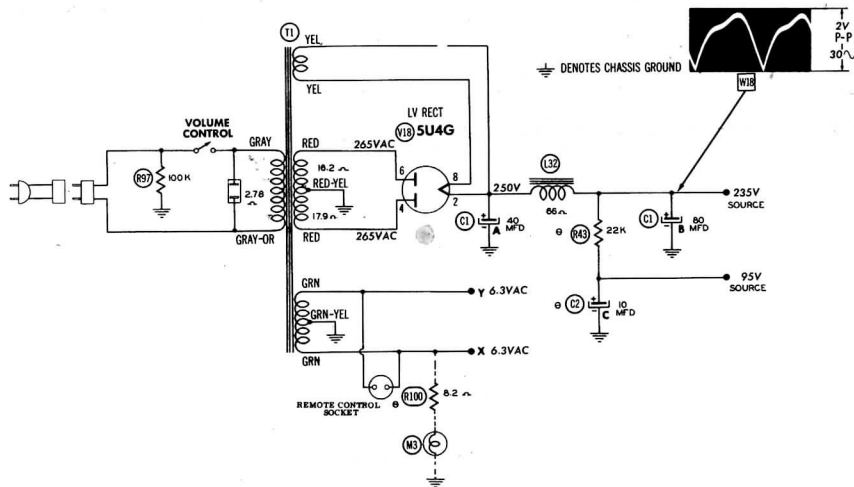 T1
YEL
YEL
2V
P-P
30~
⏚ DENOTES CHASSIS GROUND
W18
LV RECT
V18 5U4G
VOLUME
CONTROL
GRAY
RED
265VAC
L32
R97
100K
2.78
Ω
16.2 Ω
RED-YEL
17.9 Ω
6
8
4
2
250V
66Ω
235V
SOURCE
C1
A
40
MFD
θ R43
22K
C1
B
80
MFD
GRAY-OR
RED
265VAC
95V
SOURCE
GRN
Y 6.3VAC
θ C2
C
10
MFD
GRN-YEL
GRN
X 6.3VAC
REMOTE CONTROL
SOCKET
θ R100
8.2 Ω
M3